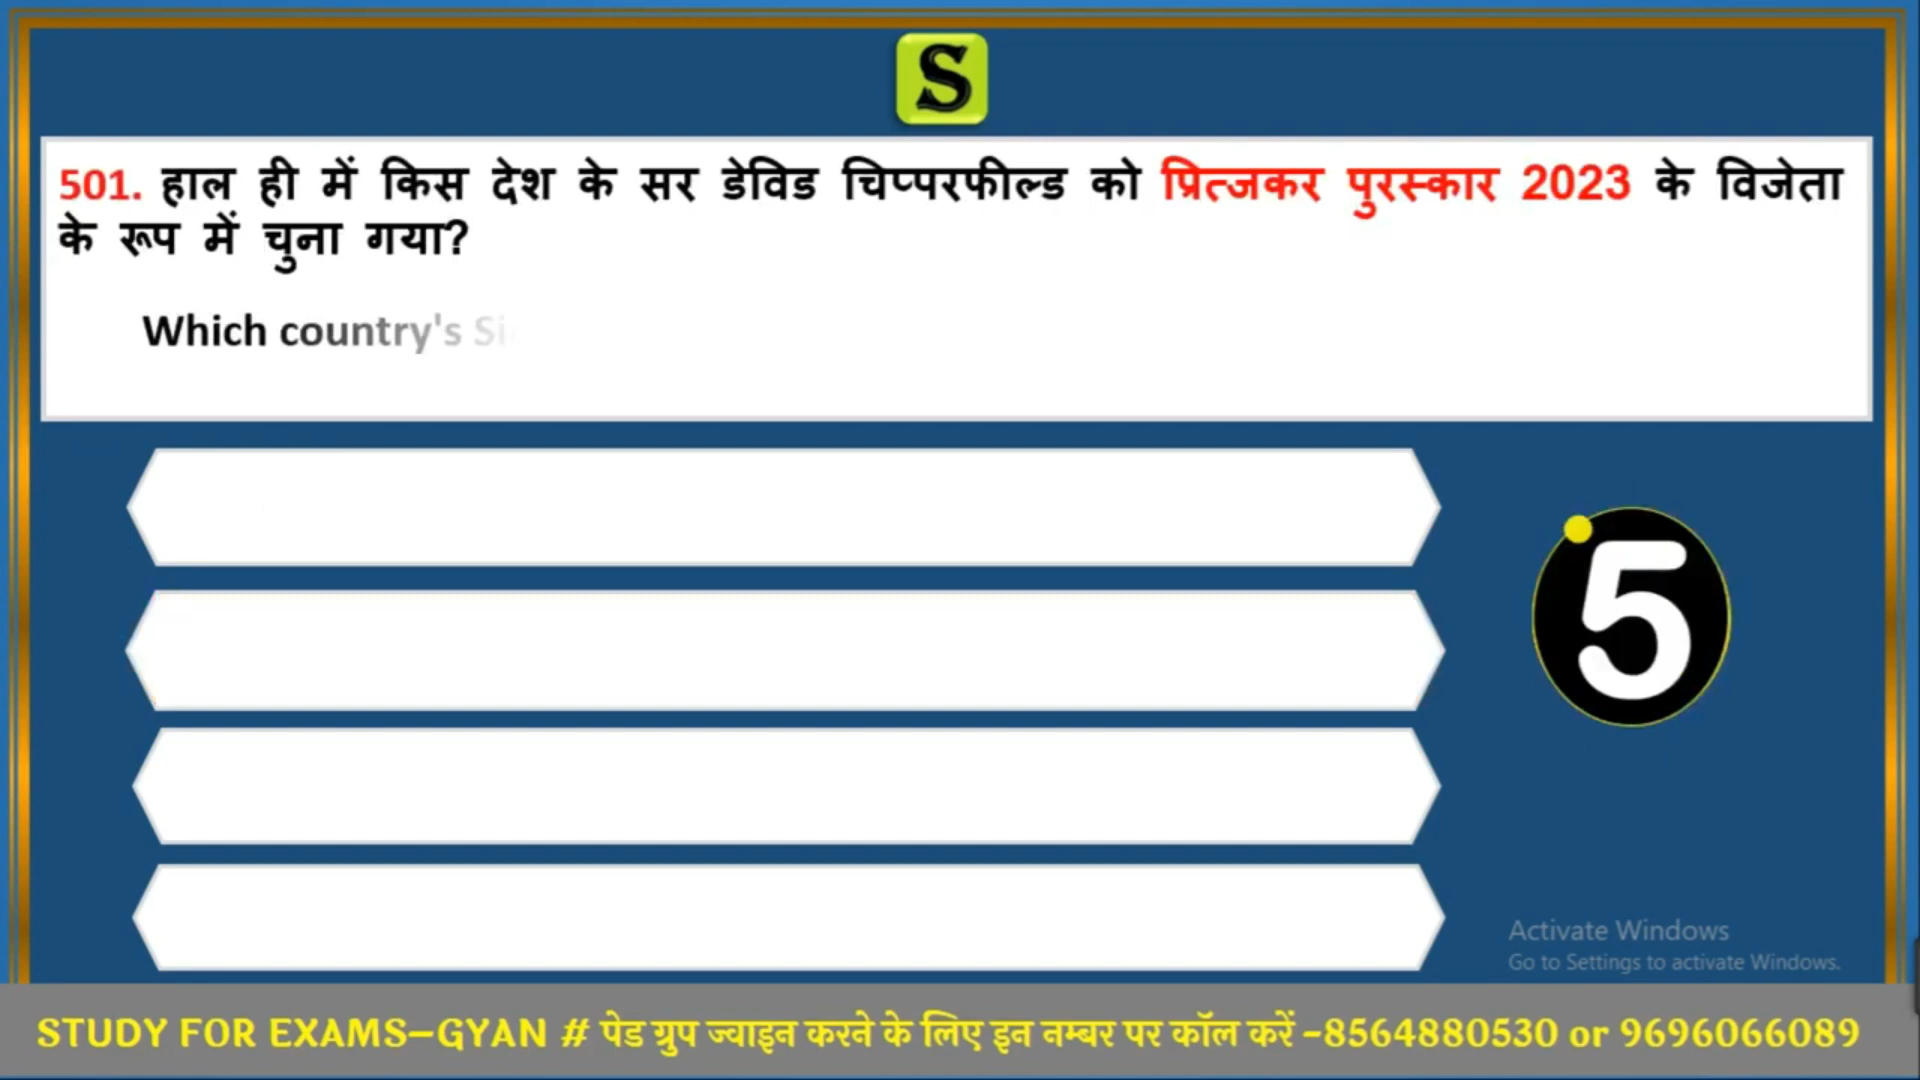 S
501. हाल ही में किस देश के सर डेविड चिप्परफील्ड को प्रित्जकर पुरस्कार 2023 के विजेता
के रूप में चुना गया?
Which country's
5
Activate Windows
Go to Settings to activate Windows.
STUDY FOR EXAMS–GYAN # पेड ग्रुप ज्वाइन करने के लिए इन नम्बर पर कॉल करें -8564880530 or 9696066089